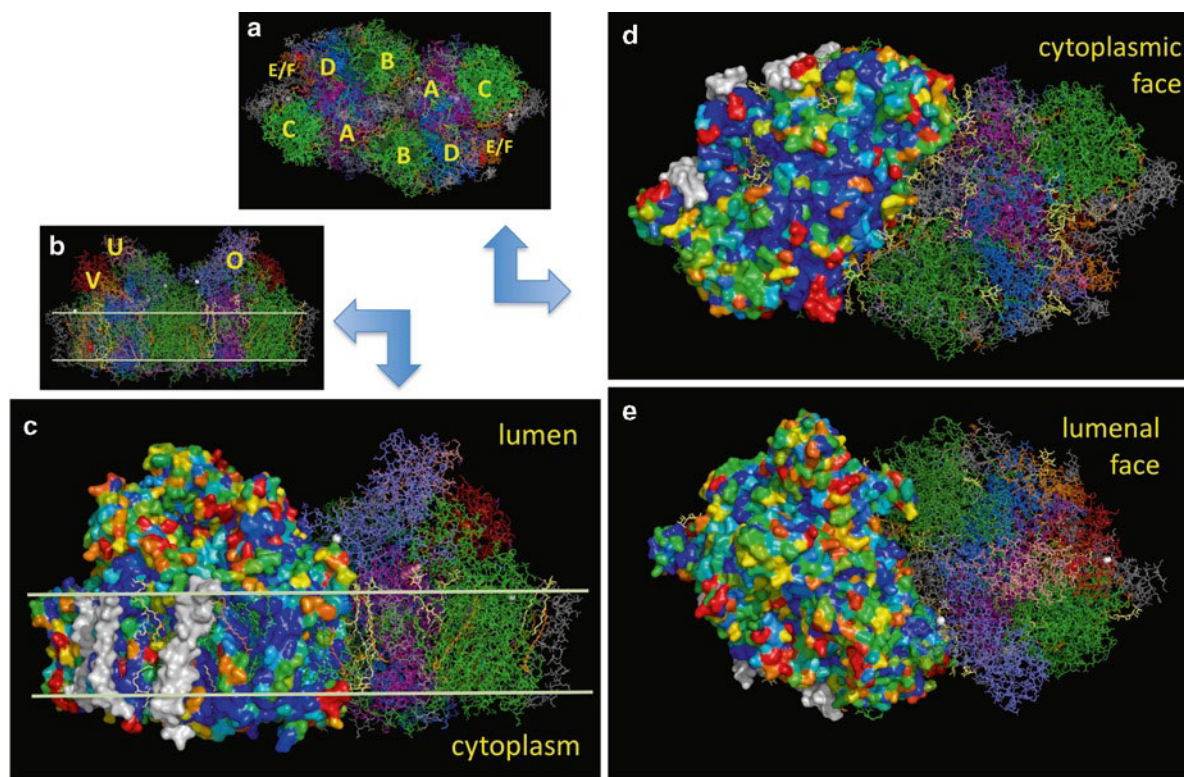 a
E/F
D
B
A
C
C
A
B
D
E/F
b
U
V
O
c
lumen
cytoplasm
d
cytoplasmic
face
e
lumenal
face